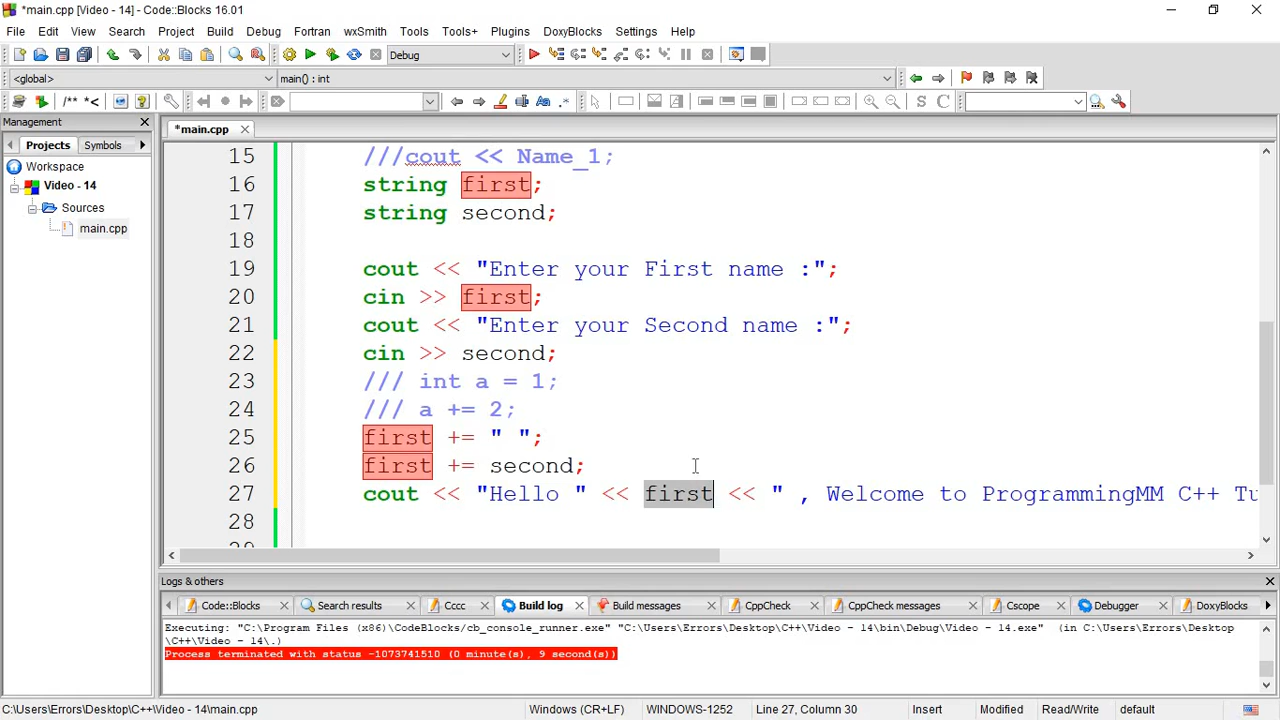 *main.cpp [Video - 14] - Code::Blocks 16.01
File Edit View Search Project Build Debug Fortran wxSmith Tools Tools+ Plugins DoxyBlocks Settings Help
Debug
<global> main() : int
/** *<
Aa .* S C
Management
*main.cpp
Projects Symbols
Workspace
Video - 14
Sources
main.cpp
15 ///cout << Name_1;
16 string first;
17 string second;
18
19 cout << "Enter your First name :";
20 cin >> first;
21 cout << "Enter your Second name :";
22 cin >> second;
23 /// int a = 1;
24 /// a += 2;
25 first += " ";
26 first += second;
27 cout << "Hello " << first << " , Welcome to ProgrammingMM C++ Tu
28
Logs & others
Code::Blocks Search results Cccc Build log Build messages CppCheck CppCheck messages Cscope Debugger DoxyBlocks
Executing: "C:\Program Files (x86)\CodeBlocks/cb_console_runner.exe" "C:\Users\Errors\Desktop\C++\Video - 14\bin\Debug\Video - 14.exe" (in C:\Users\Errors\Desktop
\C++\Video - 14\.)
Process terminated with status -1073741510 (0 minute(s), 9 second(s))
C:\Users\Errors\Desktop\C++\Video - 14\main.cpp Windows (CR+LF) WINDOWS-1252 Line 27, Column 30 Insert Modified Read/Write default